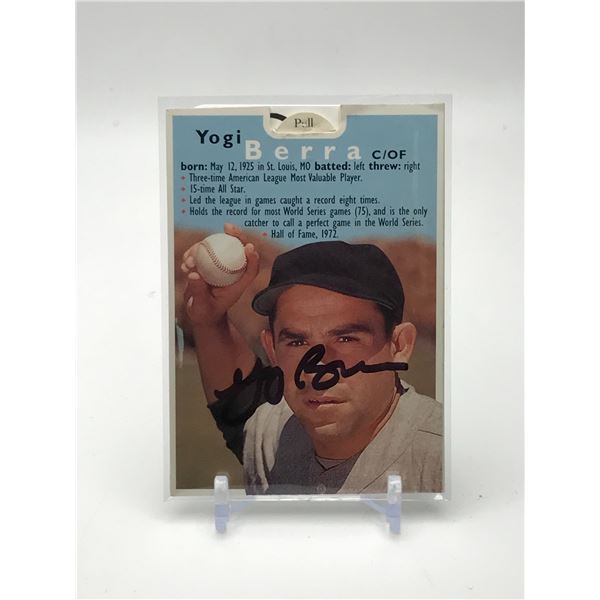 Pull
Yogi
Berra C/OF
born: May 12, 1925 in St. Louis, MO batted: left threw: right
Three-time American League Most Valuable Player.
15-time All Star.
Led the league in games caught a record eight times.
Holds the record for most World Series games (75), and is the only
catcher to call a perfect game in the World Series.
Hall of Fame, 1972.
Yogi Berra